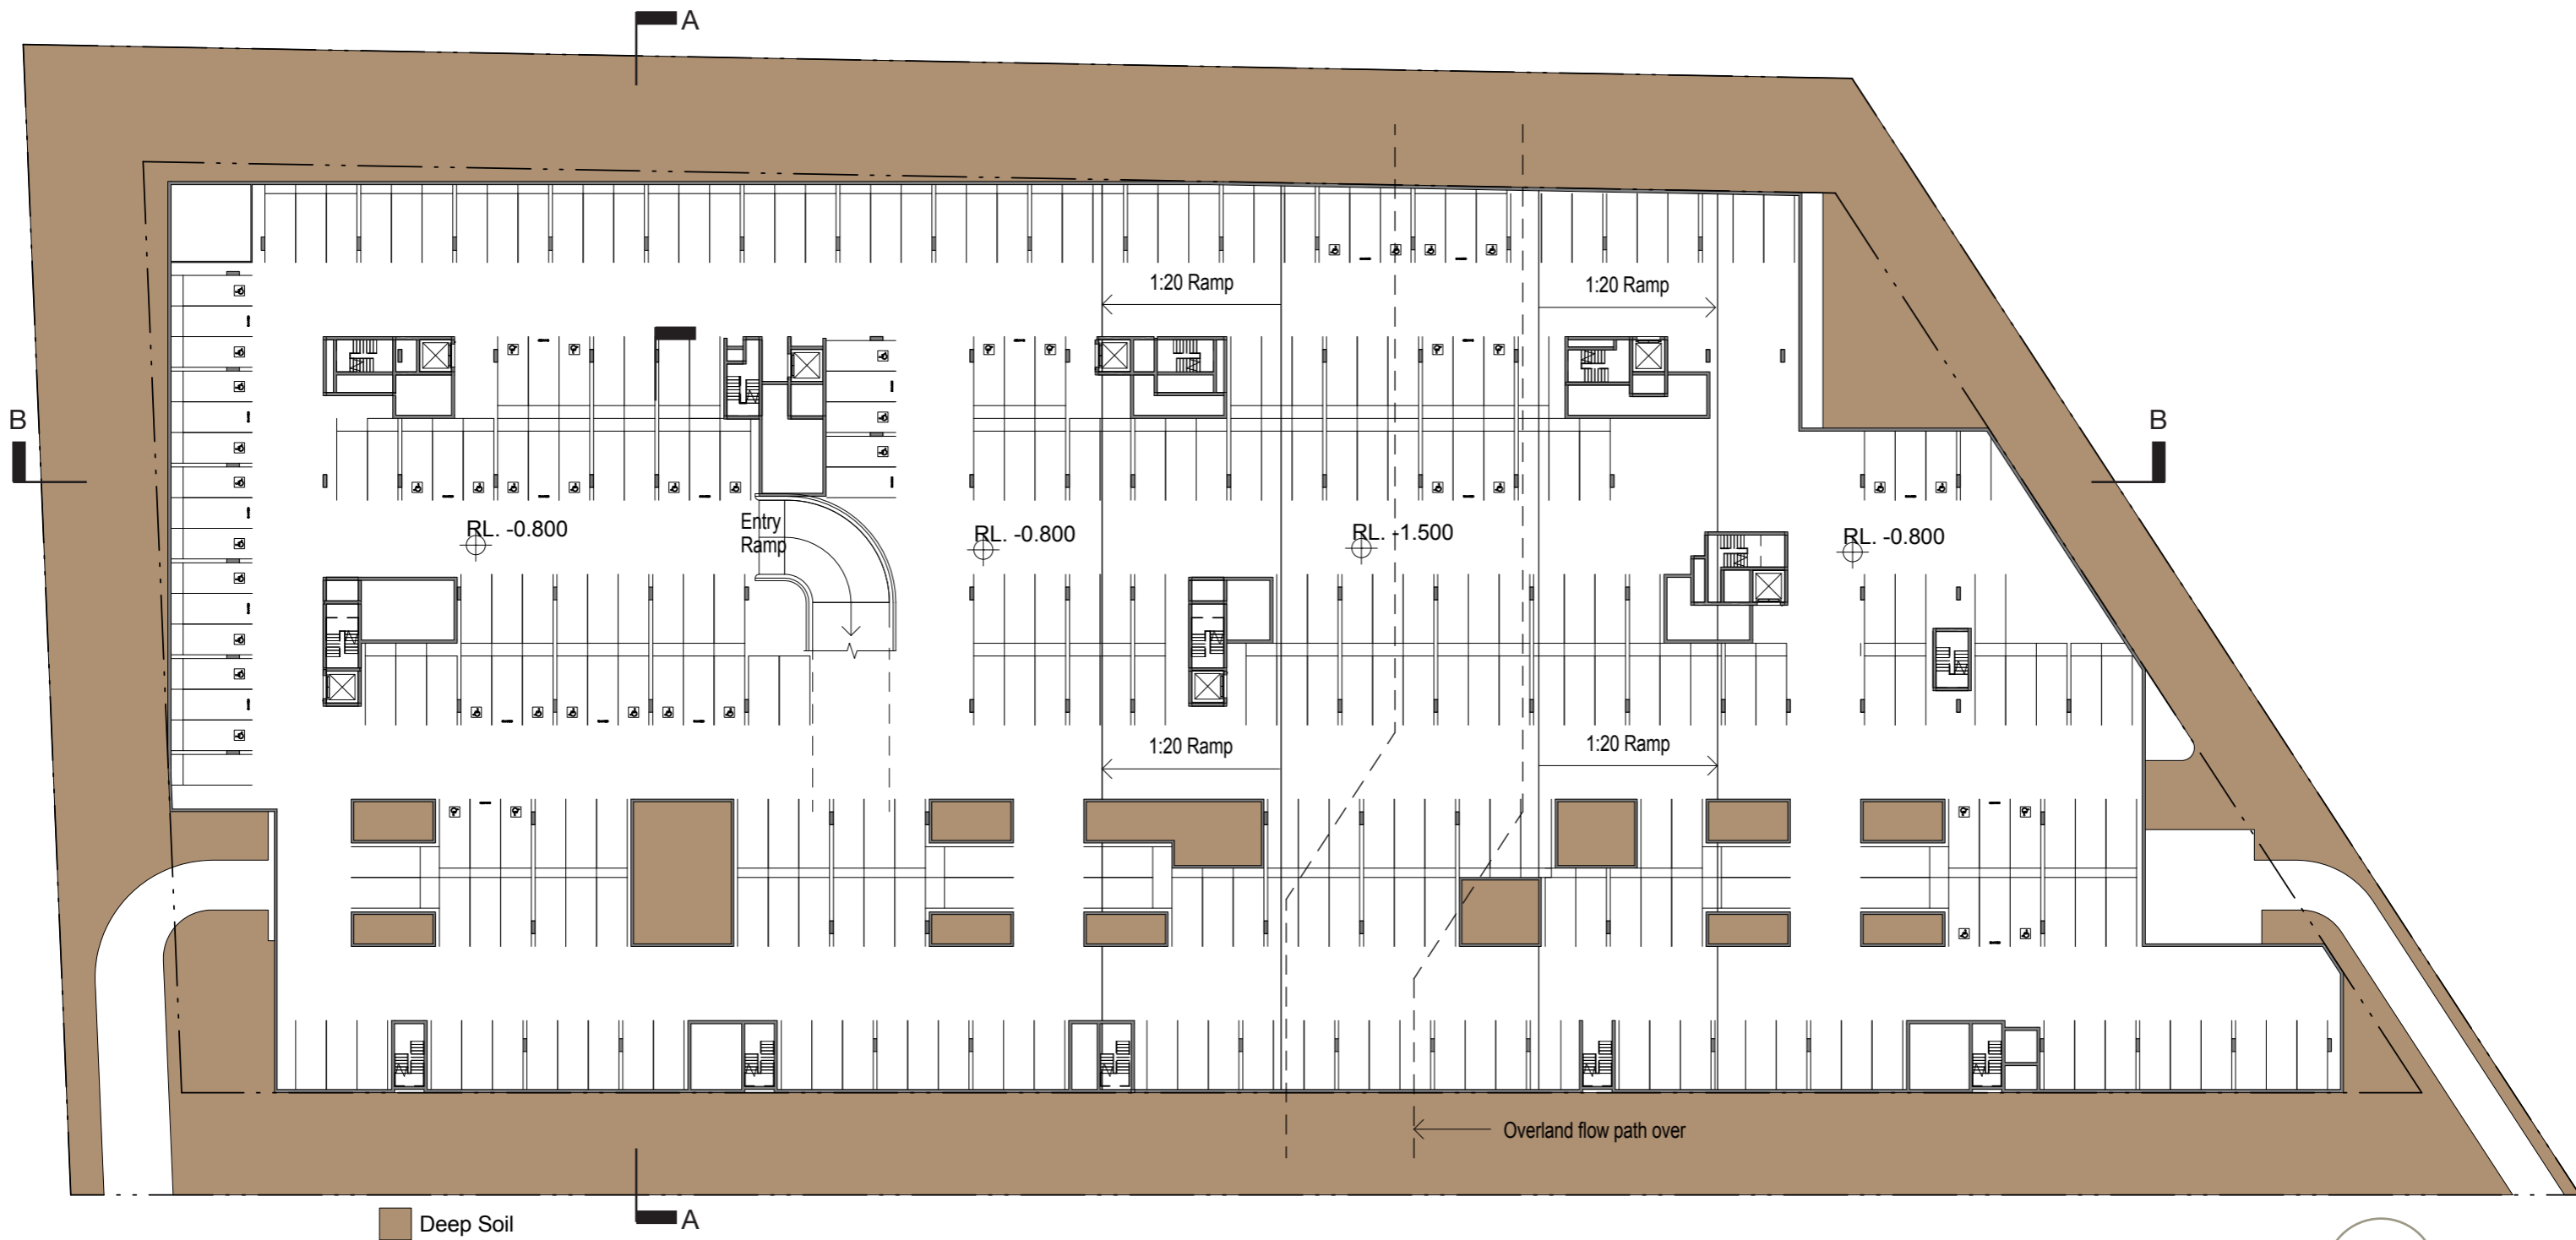 A
1:20 Ramp
1:20 Ramp
B
B
Entry
Ramp
RL. -0.800
RL. -0.800
RL. -1.500
RL. -0.800
1:20 Ramp
1:20 Ramp
Overland flow path over
Deep Soil
A